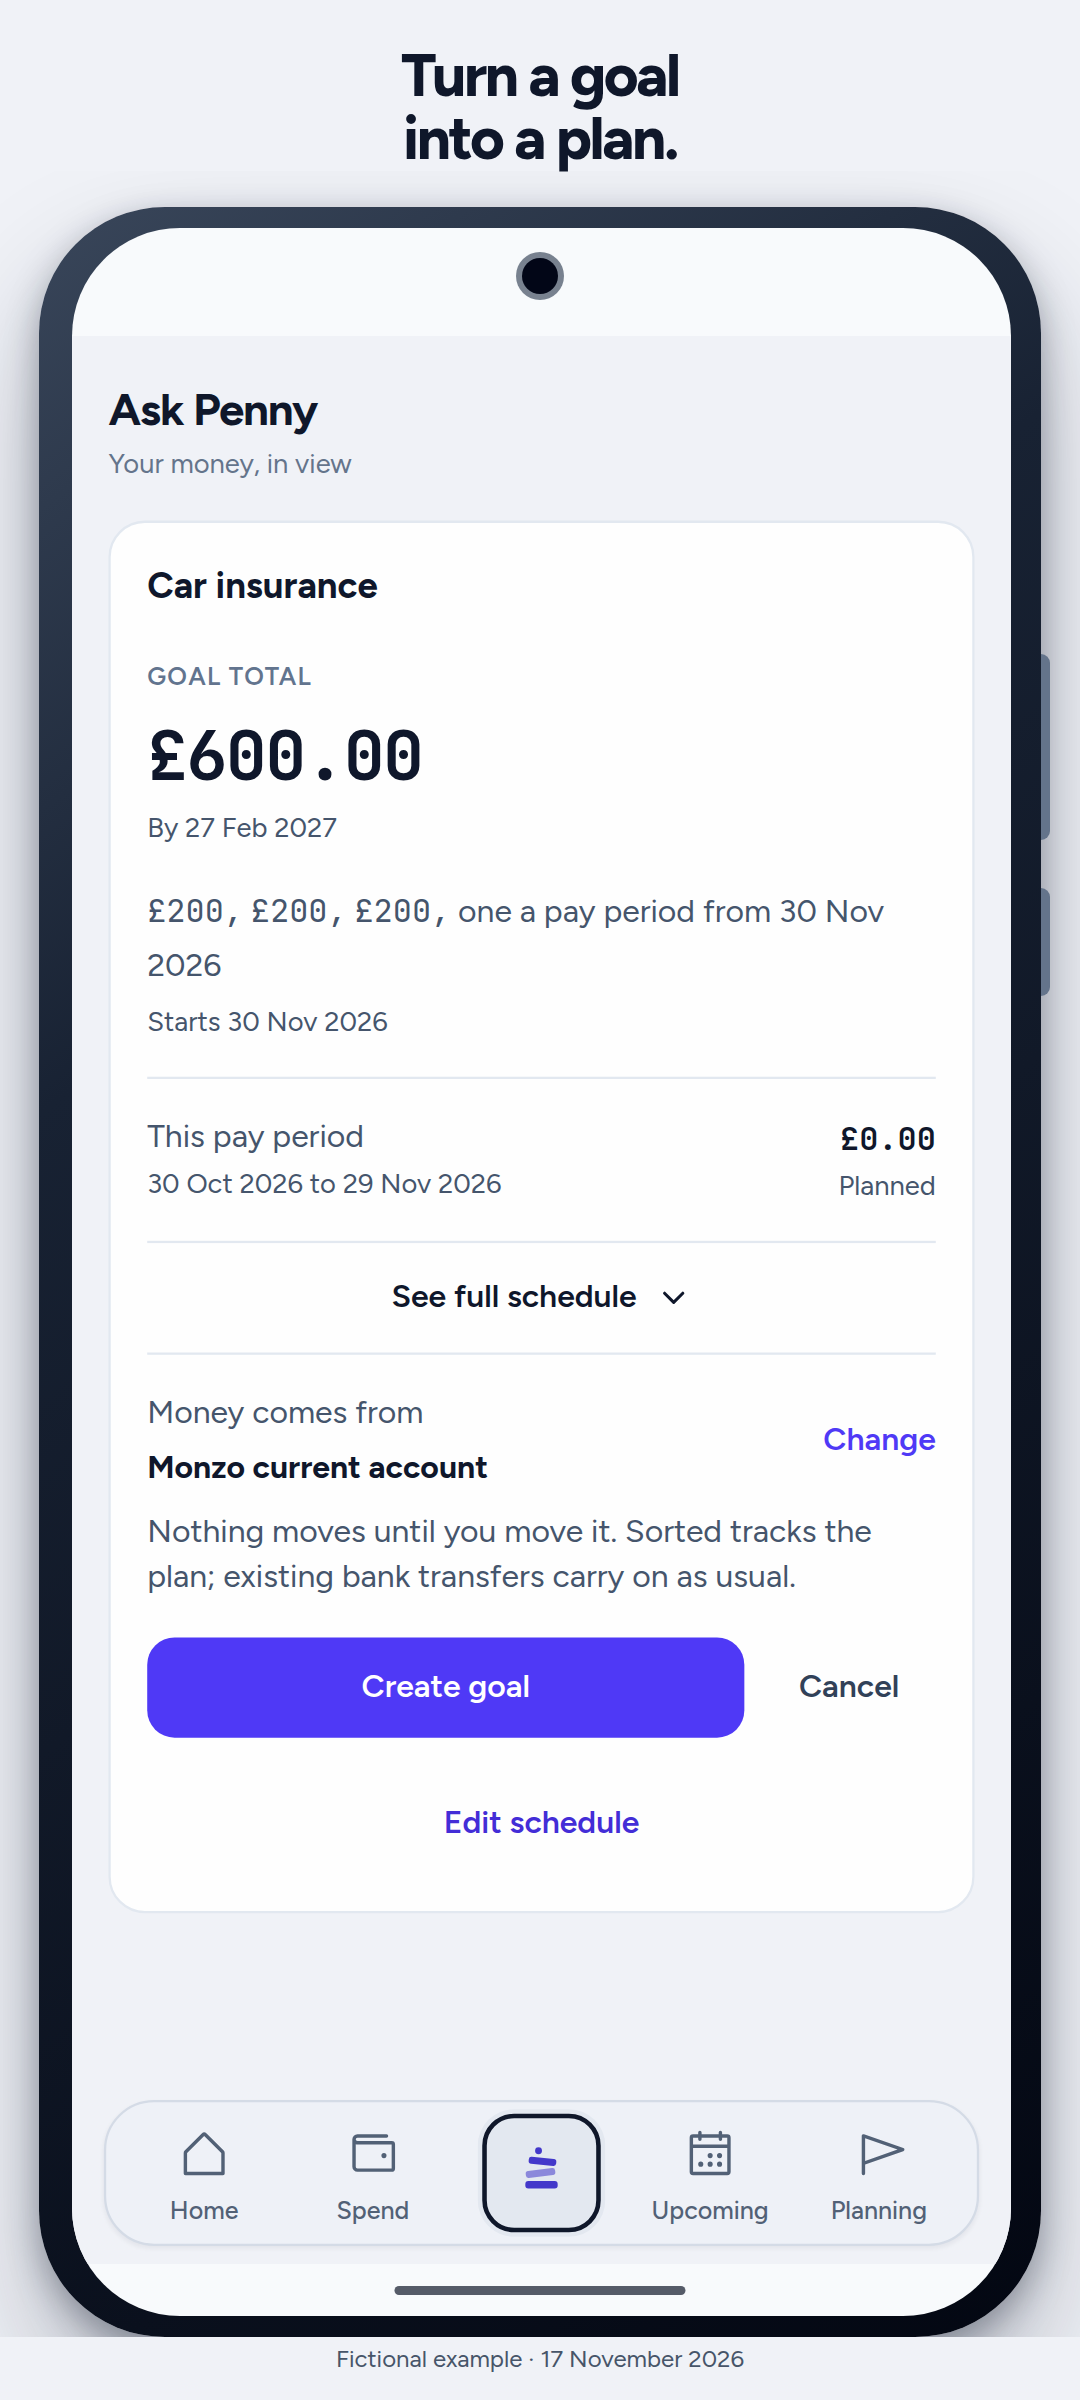 Turn a goal
into a plan.
Ask Penny
Your money, in view
Car insurance
GOAL TOTAL
£600.00
By 27 Feb 2027
£200, £200, £200, one a pay period from 30 Nov
2026
Starts 30 Nov 2026
This pay period
£0.00
30 Oct 2026 to 29 Nov 2026
Planned
See full schedule
Money comes from
Change
Monzo current account
Nothing moves until you move it. Sorted tracks the
plan; existing bank transfers carry on as usual.
Create goal
Cancel
Edit schedule
Home
Spend
Upcoming
Planning
Fictional example · 17 November 2026